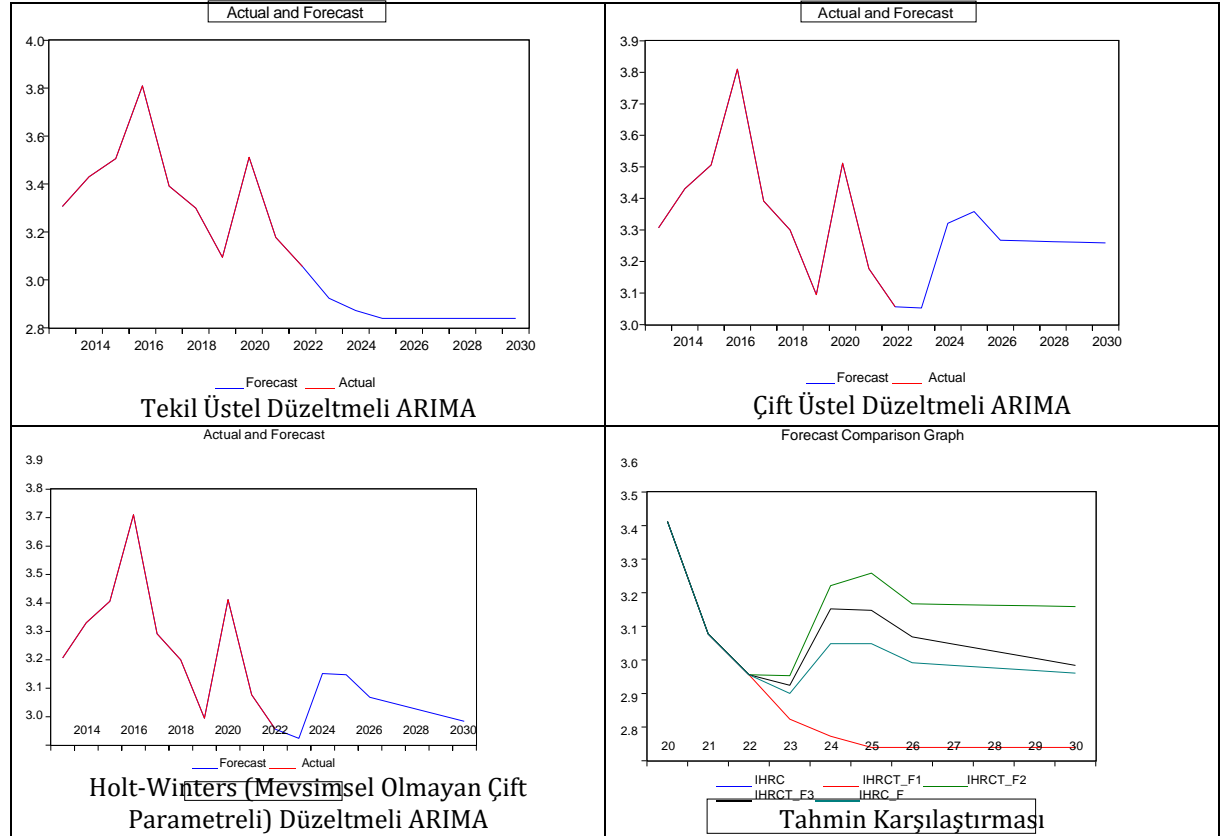 Actual and Forecast
4.0
3.8
3.6
3.4
3.2
3.0
2.8
2014 2016 2018 2020 2022 2024 2026 2028 2030
Forecast Actual
Tekil Üstel Düzeltmeli ARIMA
Actual and Forecast
3.9
3.8
3.7
3.6
3.5
3.4
3.3
3.2
3.1
3.0
2014 2016 2018 2020 2022 2024 2026 2028 2030
Forecast Actual
Çift Üstel Düzeltmeli ARIMA
Actual and Forecast
3.9
3.8
3.7
3.6
3.5
3.4
3.3
3.2
3.1
3.0
2014 2016 2018 2020 2022 2024 2026 2028 2030
Forecast Actual
Holt-Winters (Mevsimsel Olmayan Çift
Parametreli) Düzeltmeli ARIMA
Forecast Comparison Graph
3.6
3.5
3.4
3.3
3.2
3.1
3.0
2.9
2.8
20 21 22 23 24 25 26 27 28 29 30
IHRC IHRCT_F1 IHRCT_F2
IHRCT_F3 IHRC_F
Tahmin Karşılaştırması